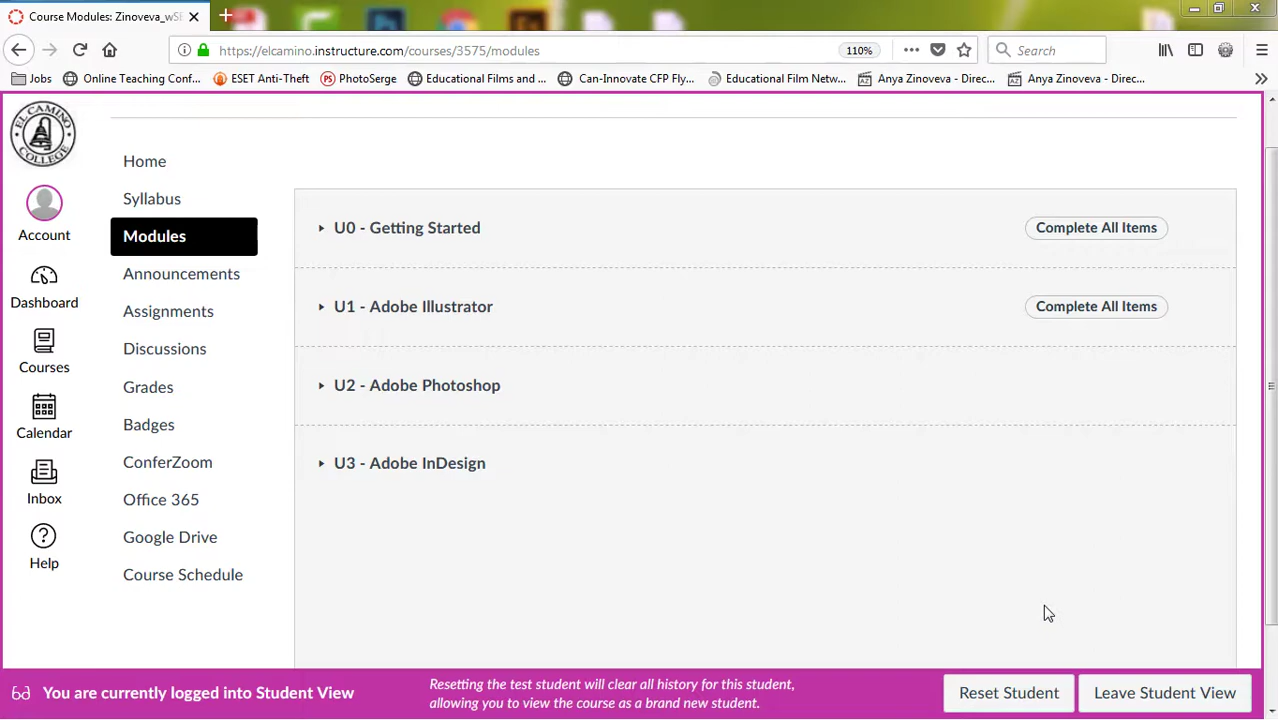 Course Modules: Zinoveva_wSP
https://elcamino.instructure.com/courses/3575/modules
110%
Search
Jobs
Online Teaching Conf...
ESET Anti-Theft
PhotoSerge
Educational Films and ...
Can-Innovate CFP Fly...
Educational Film Netw...
Anya Zinoveva - Direc...
Anya Zinoveva - Direc...
EL CAMINO
COLLEGE
Account
Dashboard
Courses
Calendar
Inbox
Help
Home
Syllabus
Modules
Announcements
Assignments
Discussions
Grades
Badges
ConferZoom
Office 365
Google Drive
Course Schedule
U0 - Getting Started
Complete All Items
U1 - Adobe Illustrator
Complete All Items
U2 - Adobe Photoshop
U3 - Adobe InDesign
You are currently logged into Student View
Resetting the test student will clear all history for this student,
allowing you to view the course as a brand new student.
Reset Student
Leave Student View